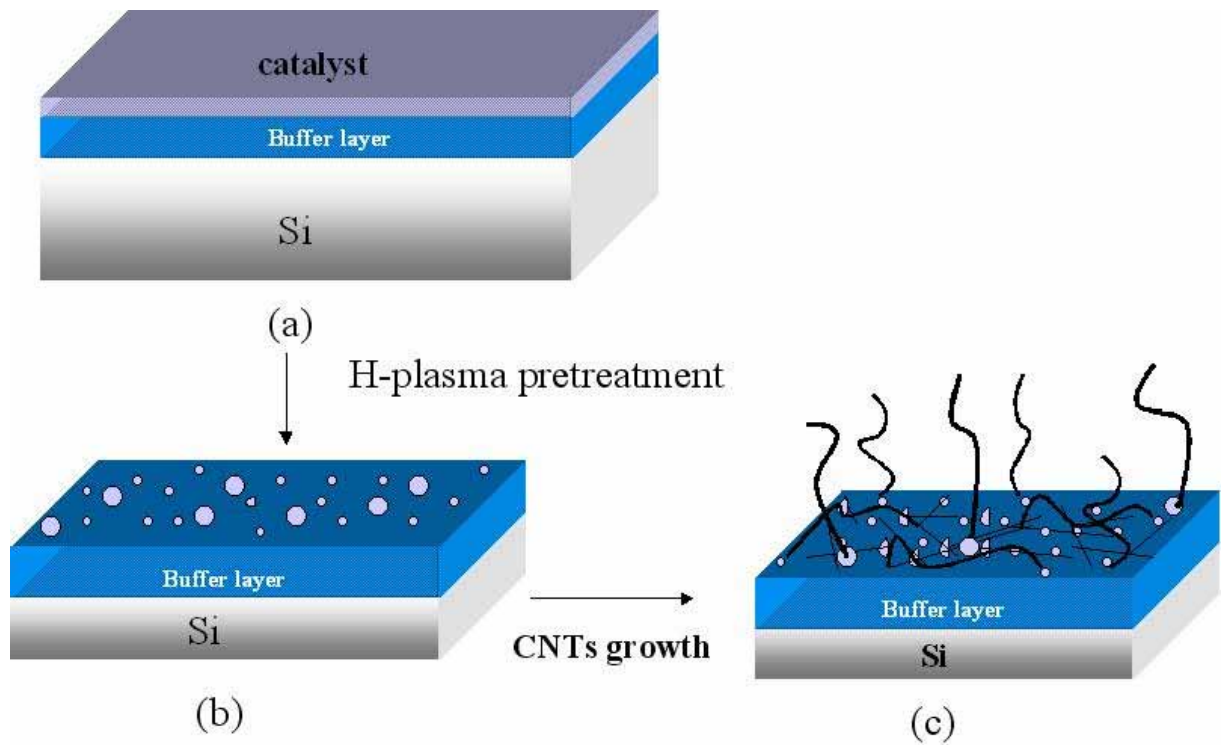 catalyst
Buffer layer
Si
(a)
H-plasma pretreatment
Buffer layer
Si
(b)
CNTs growth
Buffer layer
Si
(c)